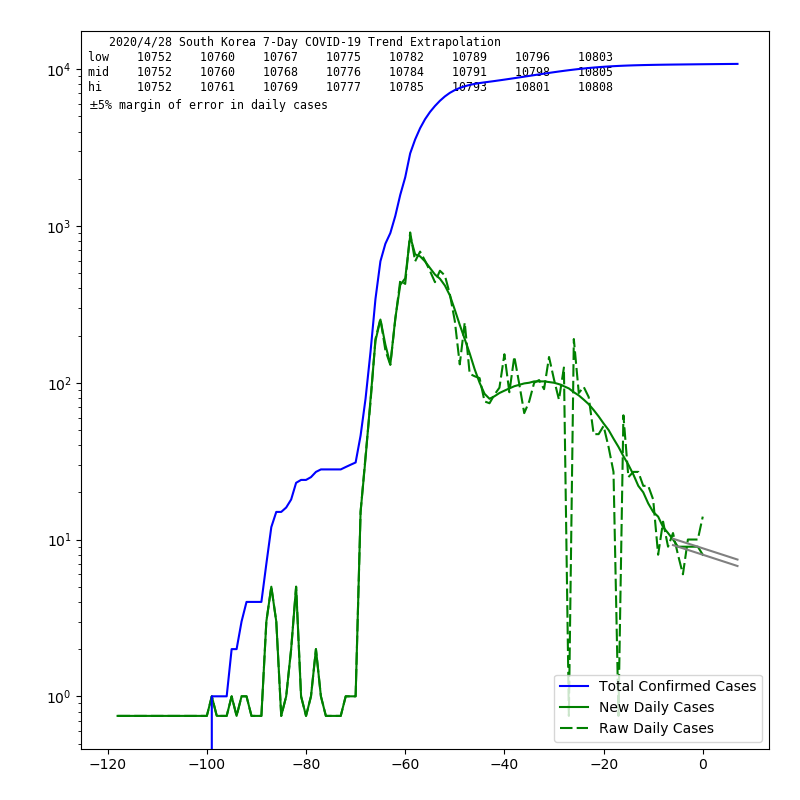 2020/4/28 South Korea 7-Day COVID-19 Trend Extrapolation
low 10752 10760 10767 10775 10782 10789 10796 10803
mid 10752 10760 10768 10776 10784 10791 10798 10805
hi 10752 10761 10769 10777 10785 10793 10801 10808
±5% margin of error in daily cases
10⁴
10³
10²
10¹
10⁰
Total Confirmed Cases
New Daily Cases
Raw Daily Cases
−120 −100 −80 −60 −40 −20 0